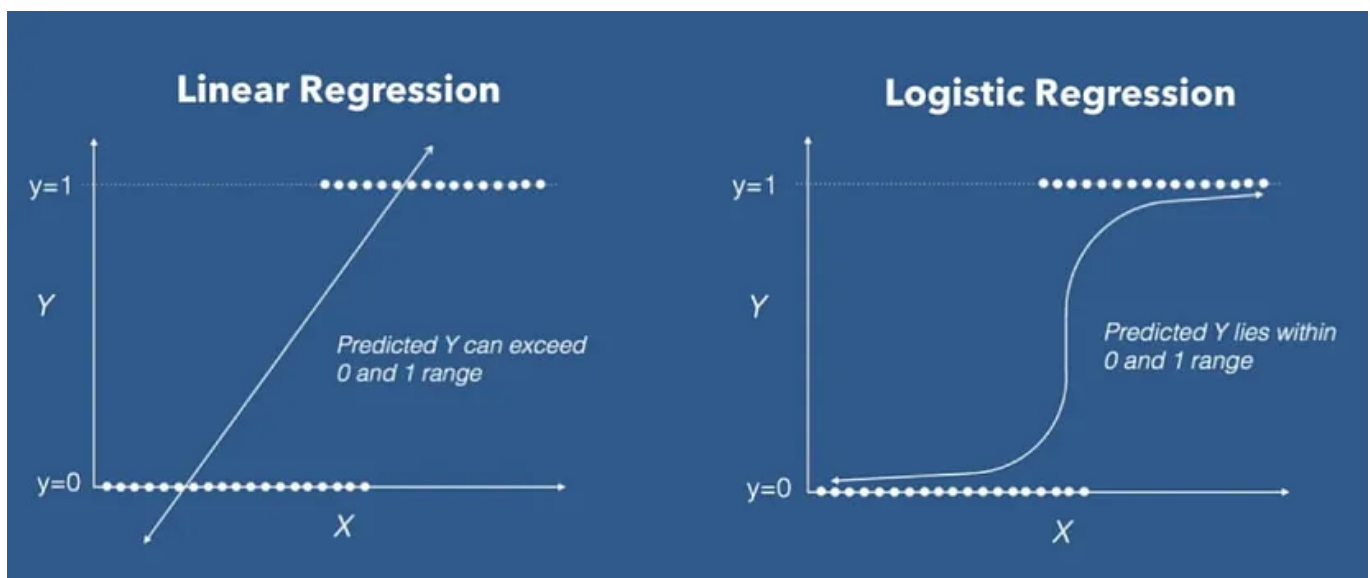 Linear Regression
y=1
Y
Predicted Y can exceed
0 and 1 range
y=0
X
Logistic Regression
y=1
Y
Predicted Y lies within
0 and 1 range
y=0
X